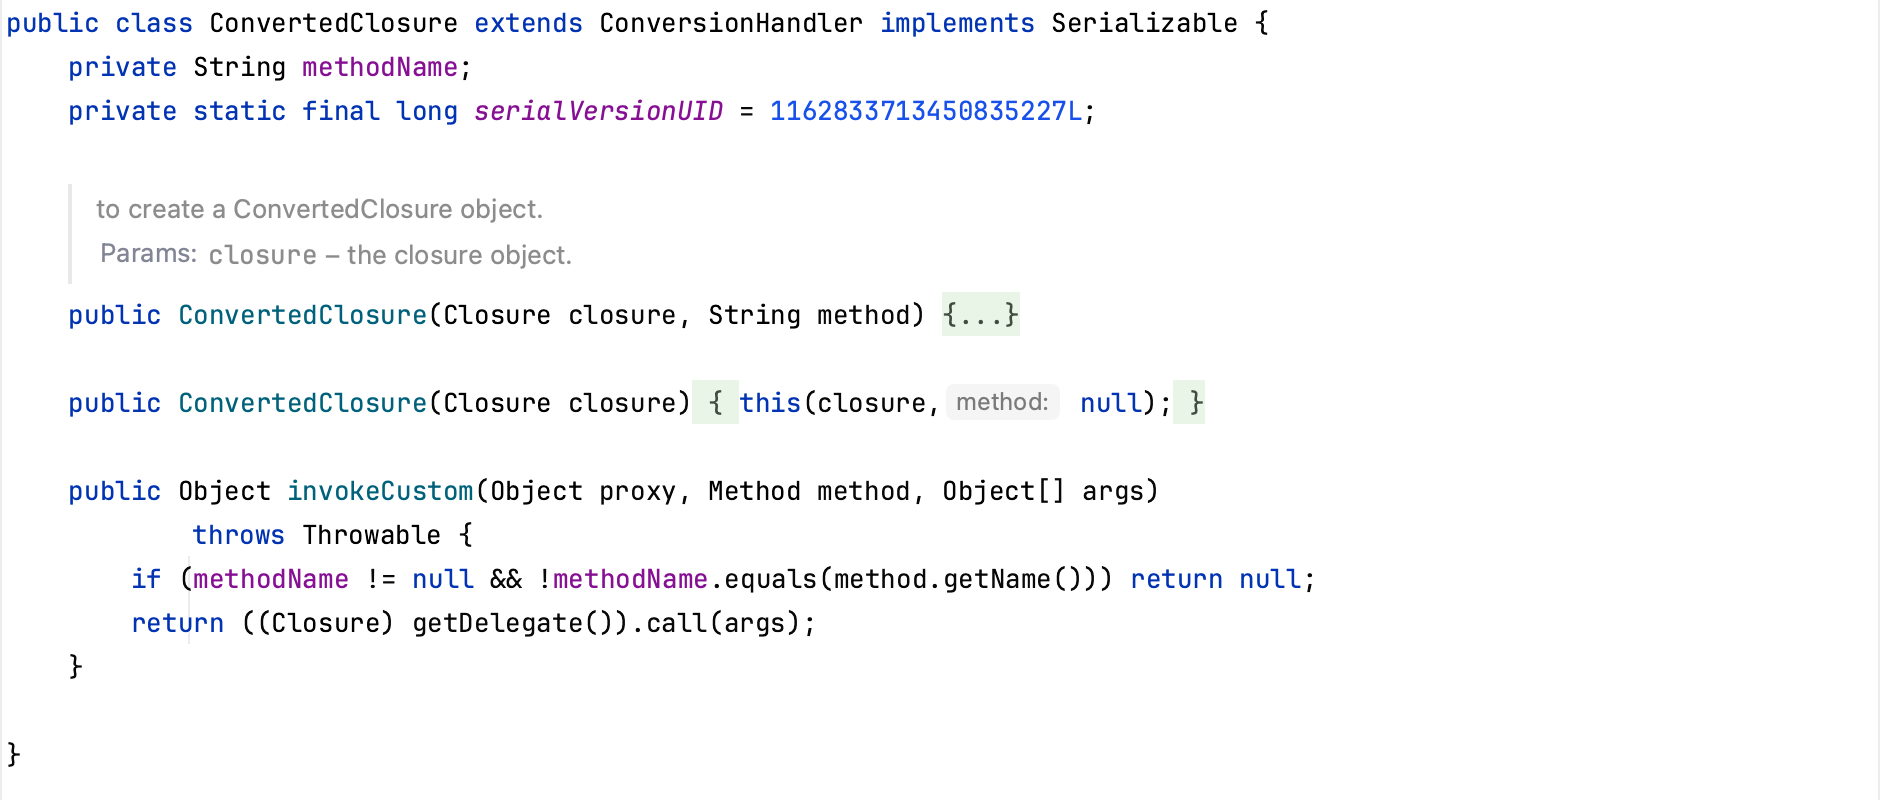 public class ConvertedClosure extends ConversionHandler implements Serializable {
private String methodName;
private static final long serialVersionUID = 1162833713450835227L;
to create a ConvertedClosure object.
Params: closure – the closure object.
public ConvertedClosure(Closure closure, String method) {...}
public ConvertedClosure(Closure closure) { this(closure, method: null); }
public Object invokeCustom(Object proxy, Method method, Object[] args)
throws Throwable {
if (methodName != null && !methodName.equals(method.getName())) return null;
return ((Closure) getDelegate()).call(args);
}
}